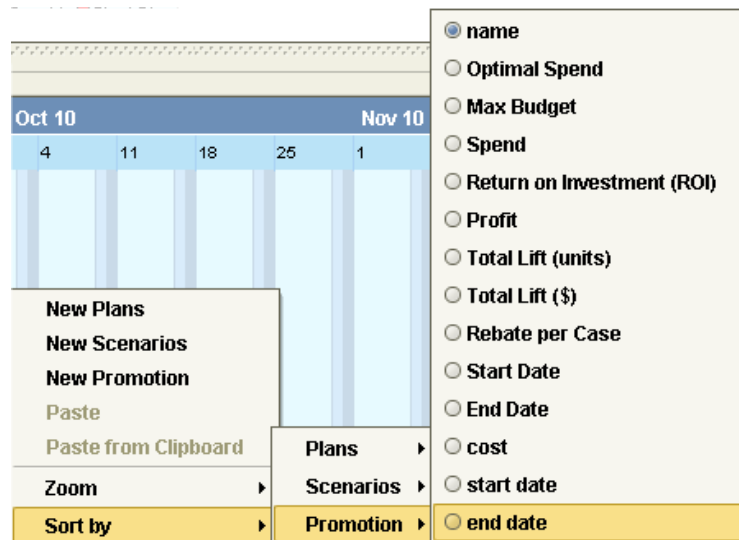 Oct 10
Nov 10
4 11 18 25 1
New Plans
New Scenarios
New Promotion
Paste
Paste from Clipboard
Zoom
Sort by
Plans
Scenarios
Promotion
name
Optimal Spend
Max Budget
Spend
Return on Investment (ROI)
Profit
Total Lift (units)
Total Lift ($)
Rebate per Case
Start Date
End Date
cost
start date
end date